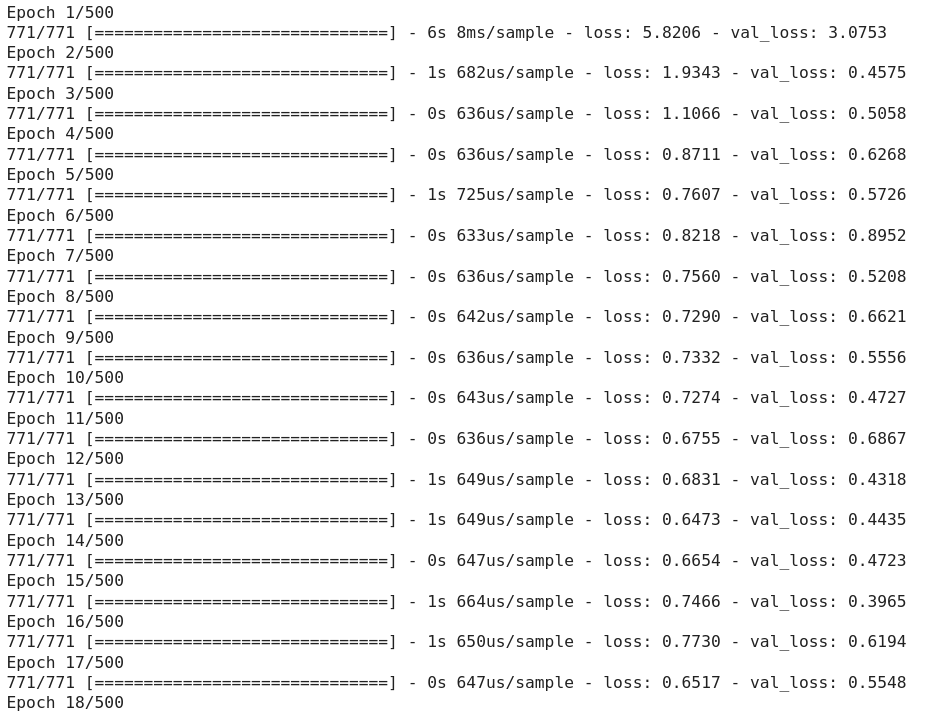 Epoch 1/500
771/771 [==============================] - 6s 8ms/sample - loss: 5.8206 - val_loss: 3.0753
Epoch 2/500
771/771 [==============================] - 1s 682us/sample - loss: 1.9343 - val_loss: 0.4575
Epoch 3/500
771/771 [==============================] - 0s 636us/sample - loss: 1.1066 - val_loss: 0.5058
Epoch 4/500
771/771 [==============================] - 0s 636us/sample - loss: 0.8711 - val_loss: 0.6268
Epoch 5/500
771/771 [==============================] - 1s 725us/sample - loss: 0.7607 - val_loss: 0.5726
Epoch 6/500
771/771 [==============================] - 0s 633us/sample - loss: 0.8218 - val_loss: 0.8952
Epoch 7/500
771/771 [==============================] - 0s 636us/sample - loss: 0.7560 - val_loss: 0.5208
Epoch 8/500
771/771 [==============================] - 0s 642us/sample - loss: 0.7290 - val_loss: 0.6621
Epoch 9/500
771/771 [==============================] - 0s 636us/sample - loss: 0.7332 - val_loss: 0.5556
Epoch 10/500
771/771 [==============================] - 0s 643us/sample - loss: 0.7274 - val_loss: 0.4727
Epoch 11/500
771/771 [==============================] - 0s 636us/sample - loss: 0.6755 - val_loss: 0.6867
Epoch 12/500
771/771 [==============================] - 1s 649us/sample - loss: 0.6831 - val_loss: 0.4318
Epoch 13/500
771/771 [==============================] - 1s 649us/sample - loss: 0.6473 - val_loss: 0.4435
Epoch 14/500
771/771 [==============================] - 0s 647us/sample - loss: 0.6654 - val_loss: 0.4723
Epoch 15/500
771/771 [==============================] - 1s 664us/sample - loss: 0.7466 - val_loss: 0.3965
Epoch 16/500
771/771 [==============================] - 1s 650us/sample - loss: 0.7730 - val_loss: 0.6194
Epoch 17/500
771/771 [==============================] - 0s 647us/sample - loss: 0.6517 - val_loss: 0.5548
Epoch 18/500